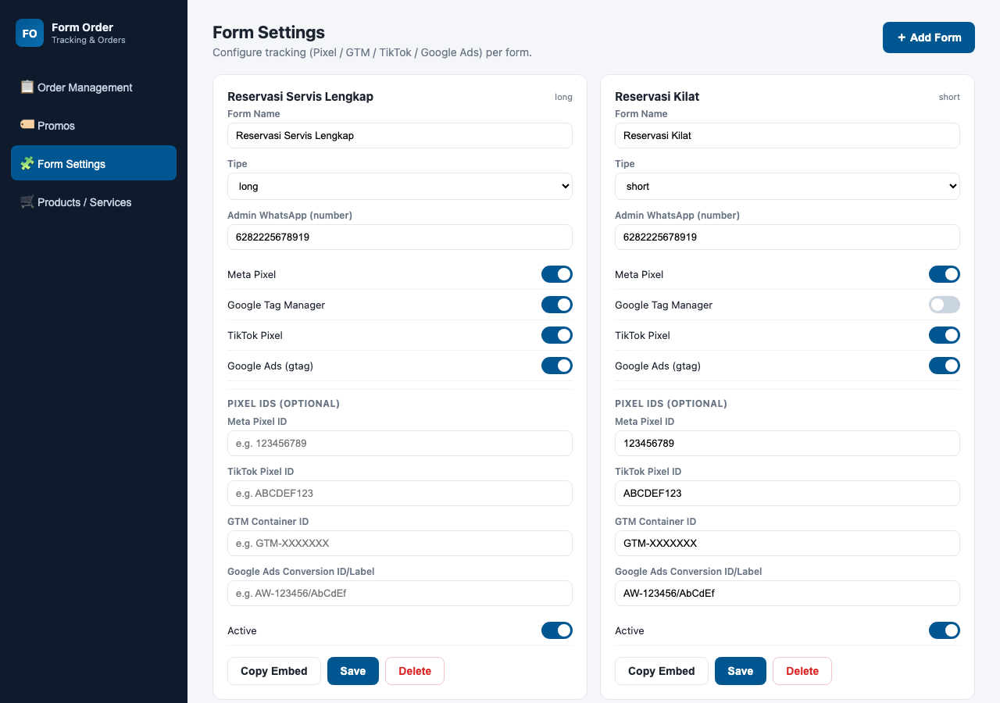 FO
Form Order
Tracking & Orders
Order Management
Promos
Form Settings
Products / Services
Form Settings
Configure tracking (Pixel / GTM / TikTok / Google Ads) per form.
+ Add Form
Reservasi Servis Lengkap
long
Form Name
Reservasi Servis Lengkap
Tipe
long
Admin WhatsApp (number)
6282225678919
Meta Pixel
Google Tag Manager
TikTok Pixel
Google Ads (gtag)
PIXEL IDS (OPTIONAL)
Meta Pixel ID
e.g. 123456789
TikTok Pixel ID
e.g. ABCDEF123
GTM Container ID
e.g. GTM-XXXXXXX
Google Ads Conversion ID/Label
e.g. AW-123456/AbCdEf
Active
Copy Embed
Save
Delete
Reservasi Kilat
short
Form Name
Reservasi Kilat
Tipe
short
Admin WhatsApp (number)
6282225678919
Meta Pixel
Google Tag Manager
TikTok Pixel
Google Ads (gtag)
PIXEL IDS (OPTIONAL)
Meta Pixel ID
123456789
TikTok Pixel ID
ABCDEF123
GTM Container ID
GTM-XXXXXXX
Google Ads Conversion ID/Label
AW-123456/AbCdEf
Active
Copy Embed
Save
Delete